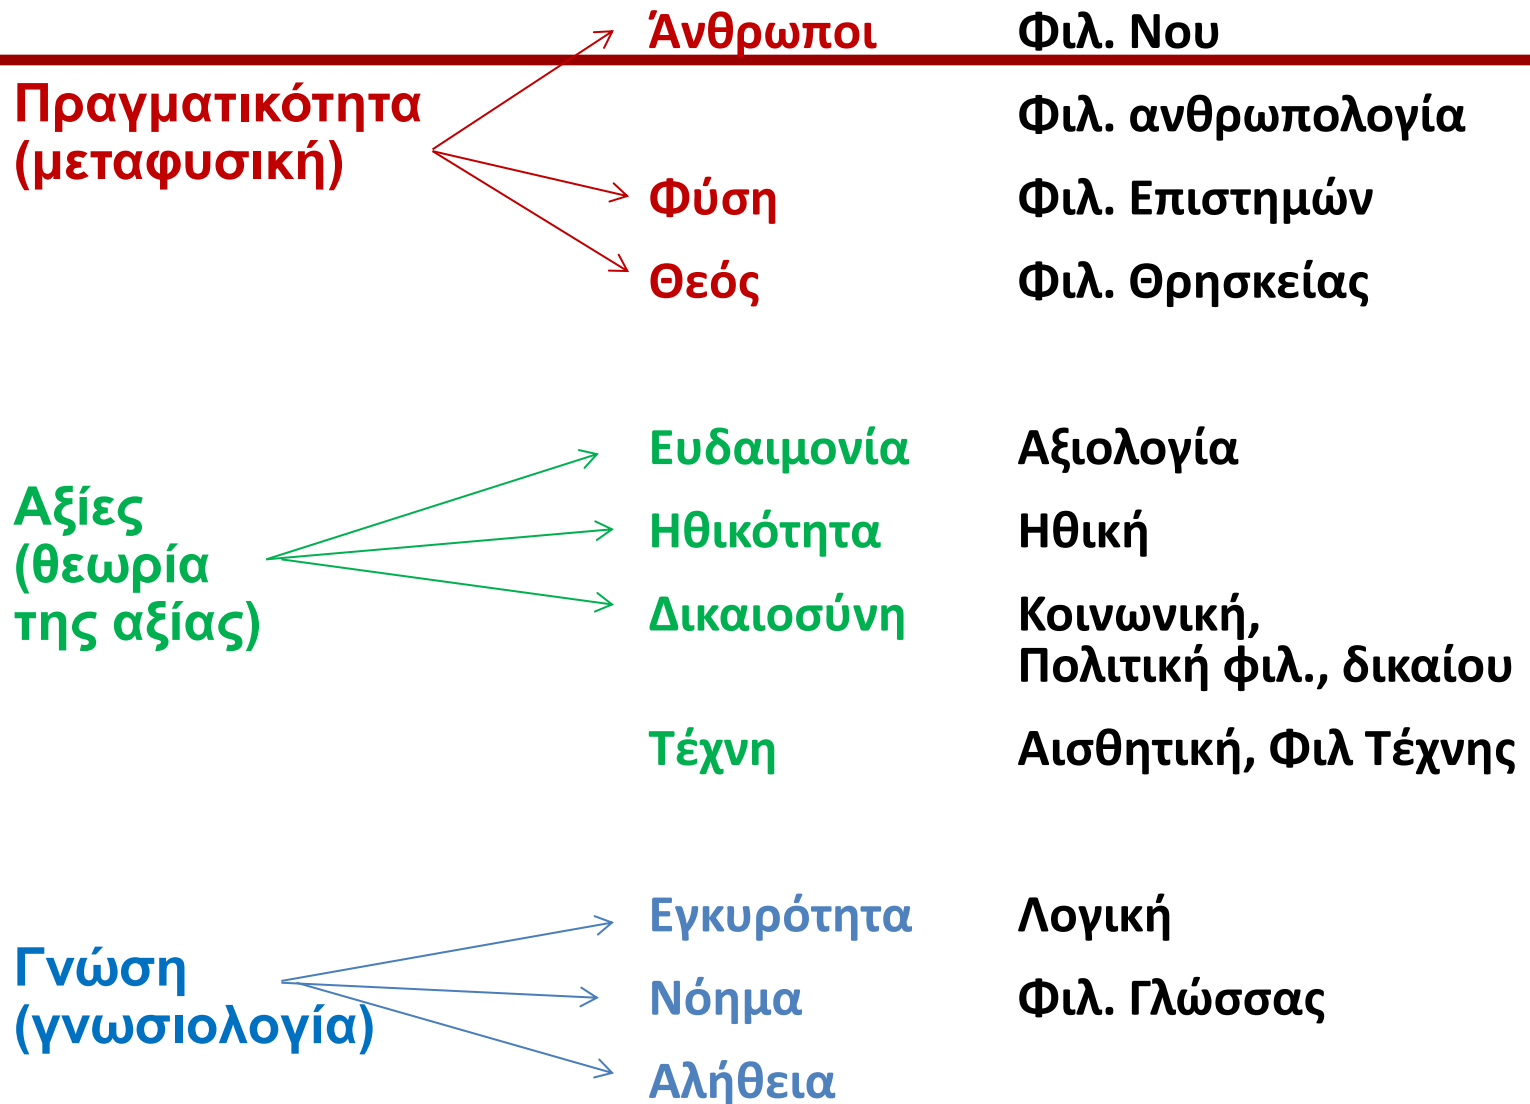 Άνθρωποι Φιλ. Νου
Πραγματικότητα
(μεταφυσική)
Φιλ. ανθρωπολογία
Φύση Φιλ. Επιστημών
Θεός Φιλ. Θρησκείας
Αξίες
(θεωρία
της αξίας)
Ευδαιμονία Αξιολογία
Ηθικότητα Ηθική
Δικαιοσύνη Κοινωνική,
Πολιτική φιλ., δικαίου
Τέχνη Αισθητική, Φιλ Τέχνης
Γνώση
(γνωσιολογία)
Εγκυρότητα Λογική
Νόημα Φιλ. Γλώσσας
Αλήθεια